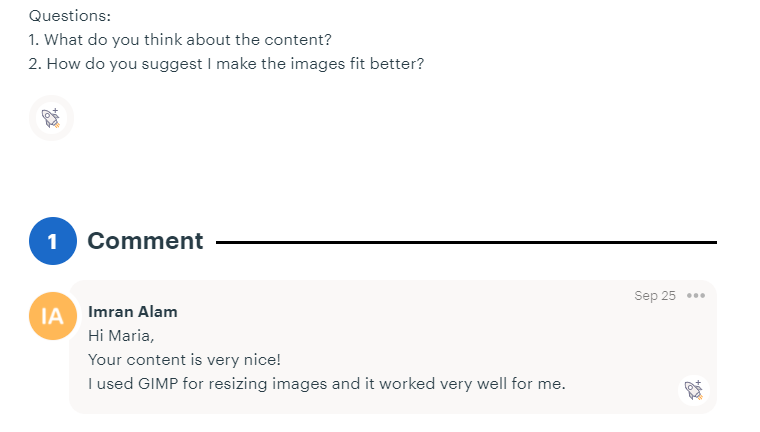 Questions:
1. What do you think about the content?
2. How do you suggest I make the images fit better?
1 Comment
Sep 25
IA
Imran Alam
Hi Maria,
Your content is very nice!
I used GIMP for resizing images and it worked very well for me.